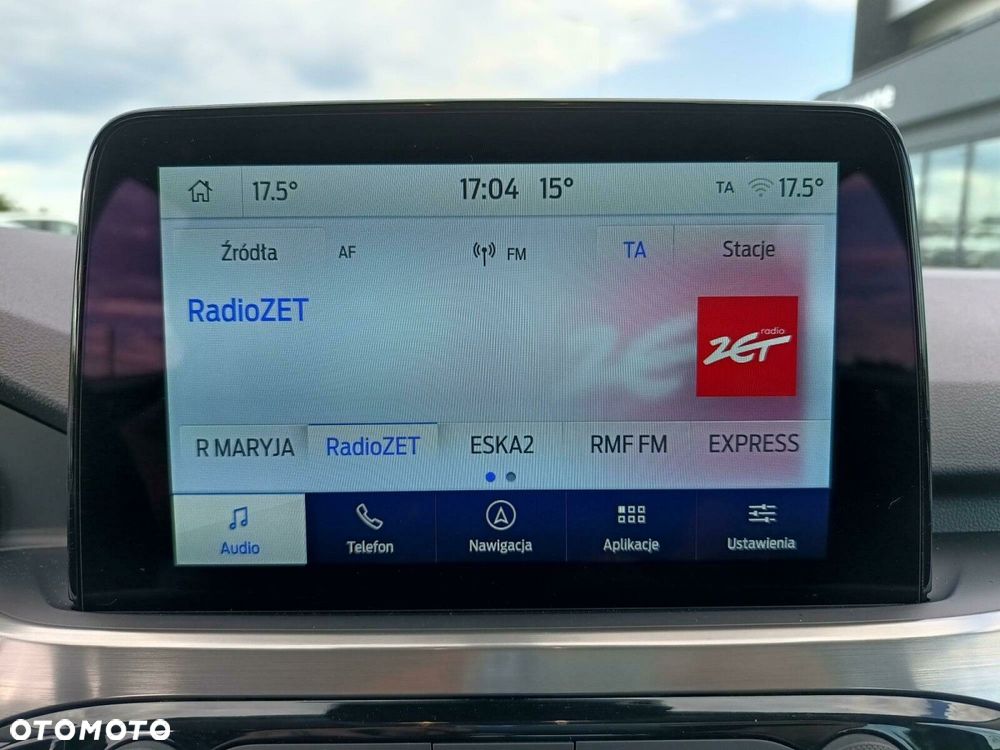 17.5° 17:04 15° TA 17.5°
Źródła AF FM TA Stacje
RadioZET
radio
ZET
R MARYJA RadioZET ESKA2 RMF FM EXPRESS
Audio Telefon Nawigacja Aplikacje Ustawienia
OTOMOTO